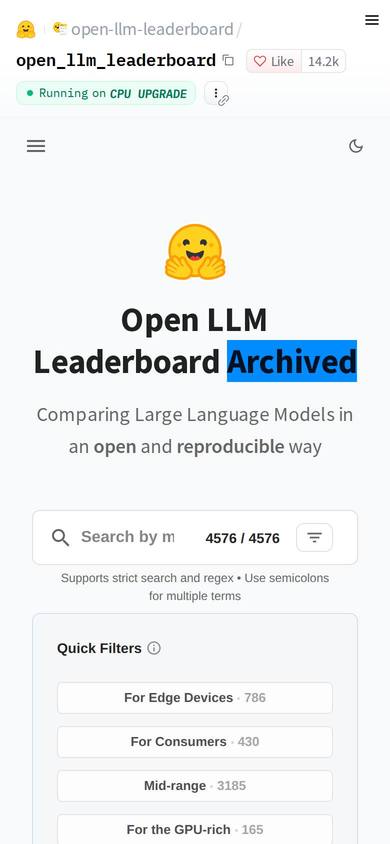 open-llm-leaderboard/
open_llm_leaderboard Like 14.2k
Running on CPU UPGRADE
Open LLM
Leaderboard Archived
Comparing Large Language Models in
an open and reproducible way
Search by m 4576 / 4576
Supports strict search and regex • Use semicolons
for multiple terms
Quick Filters
For Edge Devices · 786
For Consumers · 430
Mid-range · 3185
For the GPU-rich · 165